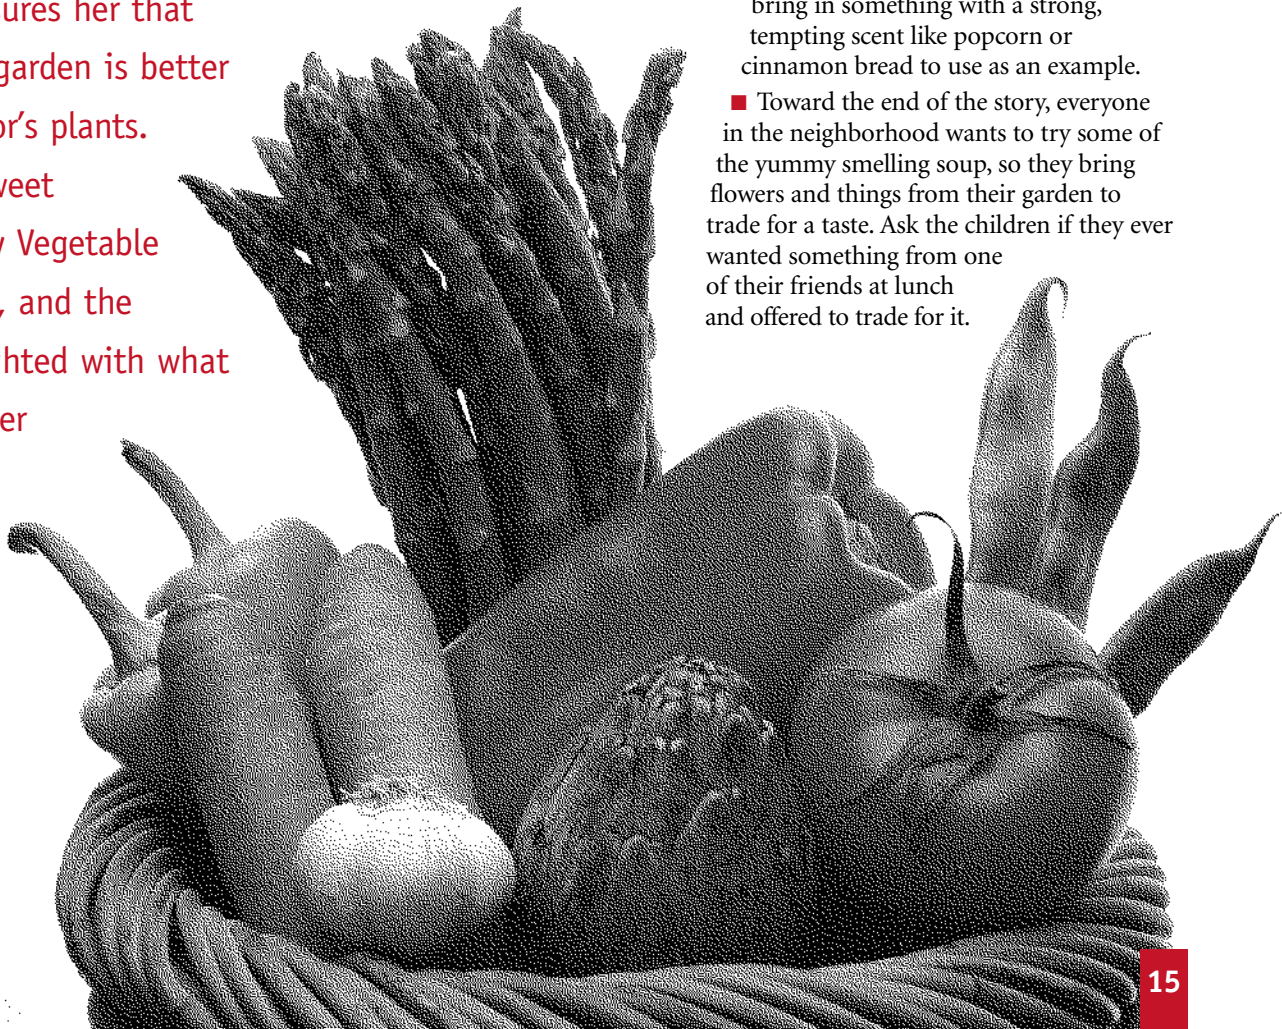 ures her that
garden is better
or’s plants.
weet
y Vegetable
, and the
hted with what
er
bring in something with a strong,
tempting scent like popcorn or
cinnamon bread to use as an example.
■ Toward the end of the story, everyone
in the neighborhood wants to try some of
the yummy smelling soup, so they bring
flowers and things from their garden to
trade for a taste. Ask the children if they ever
wanted something from one
of their friends at lunch
and offered to trade for it.
15